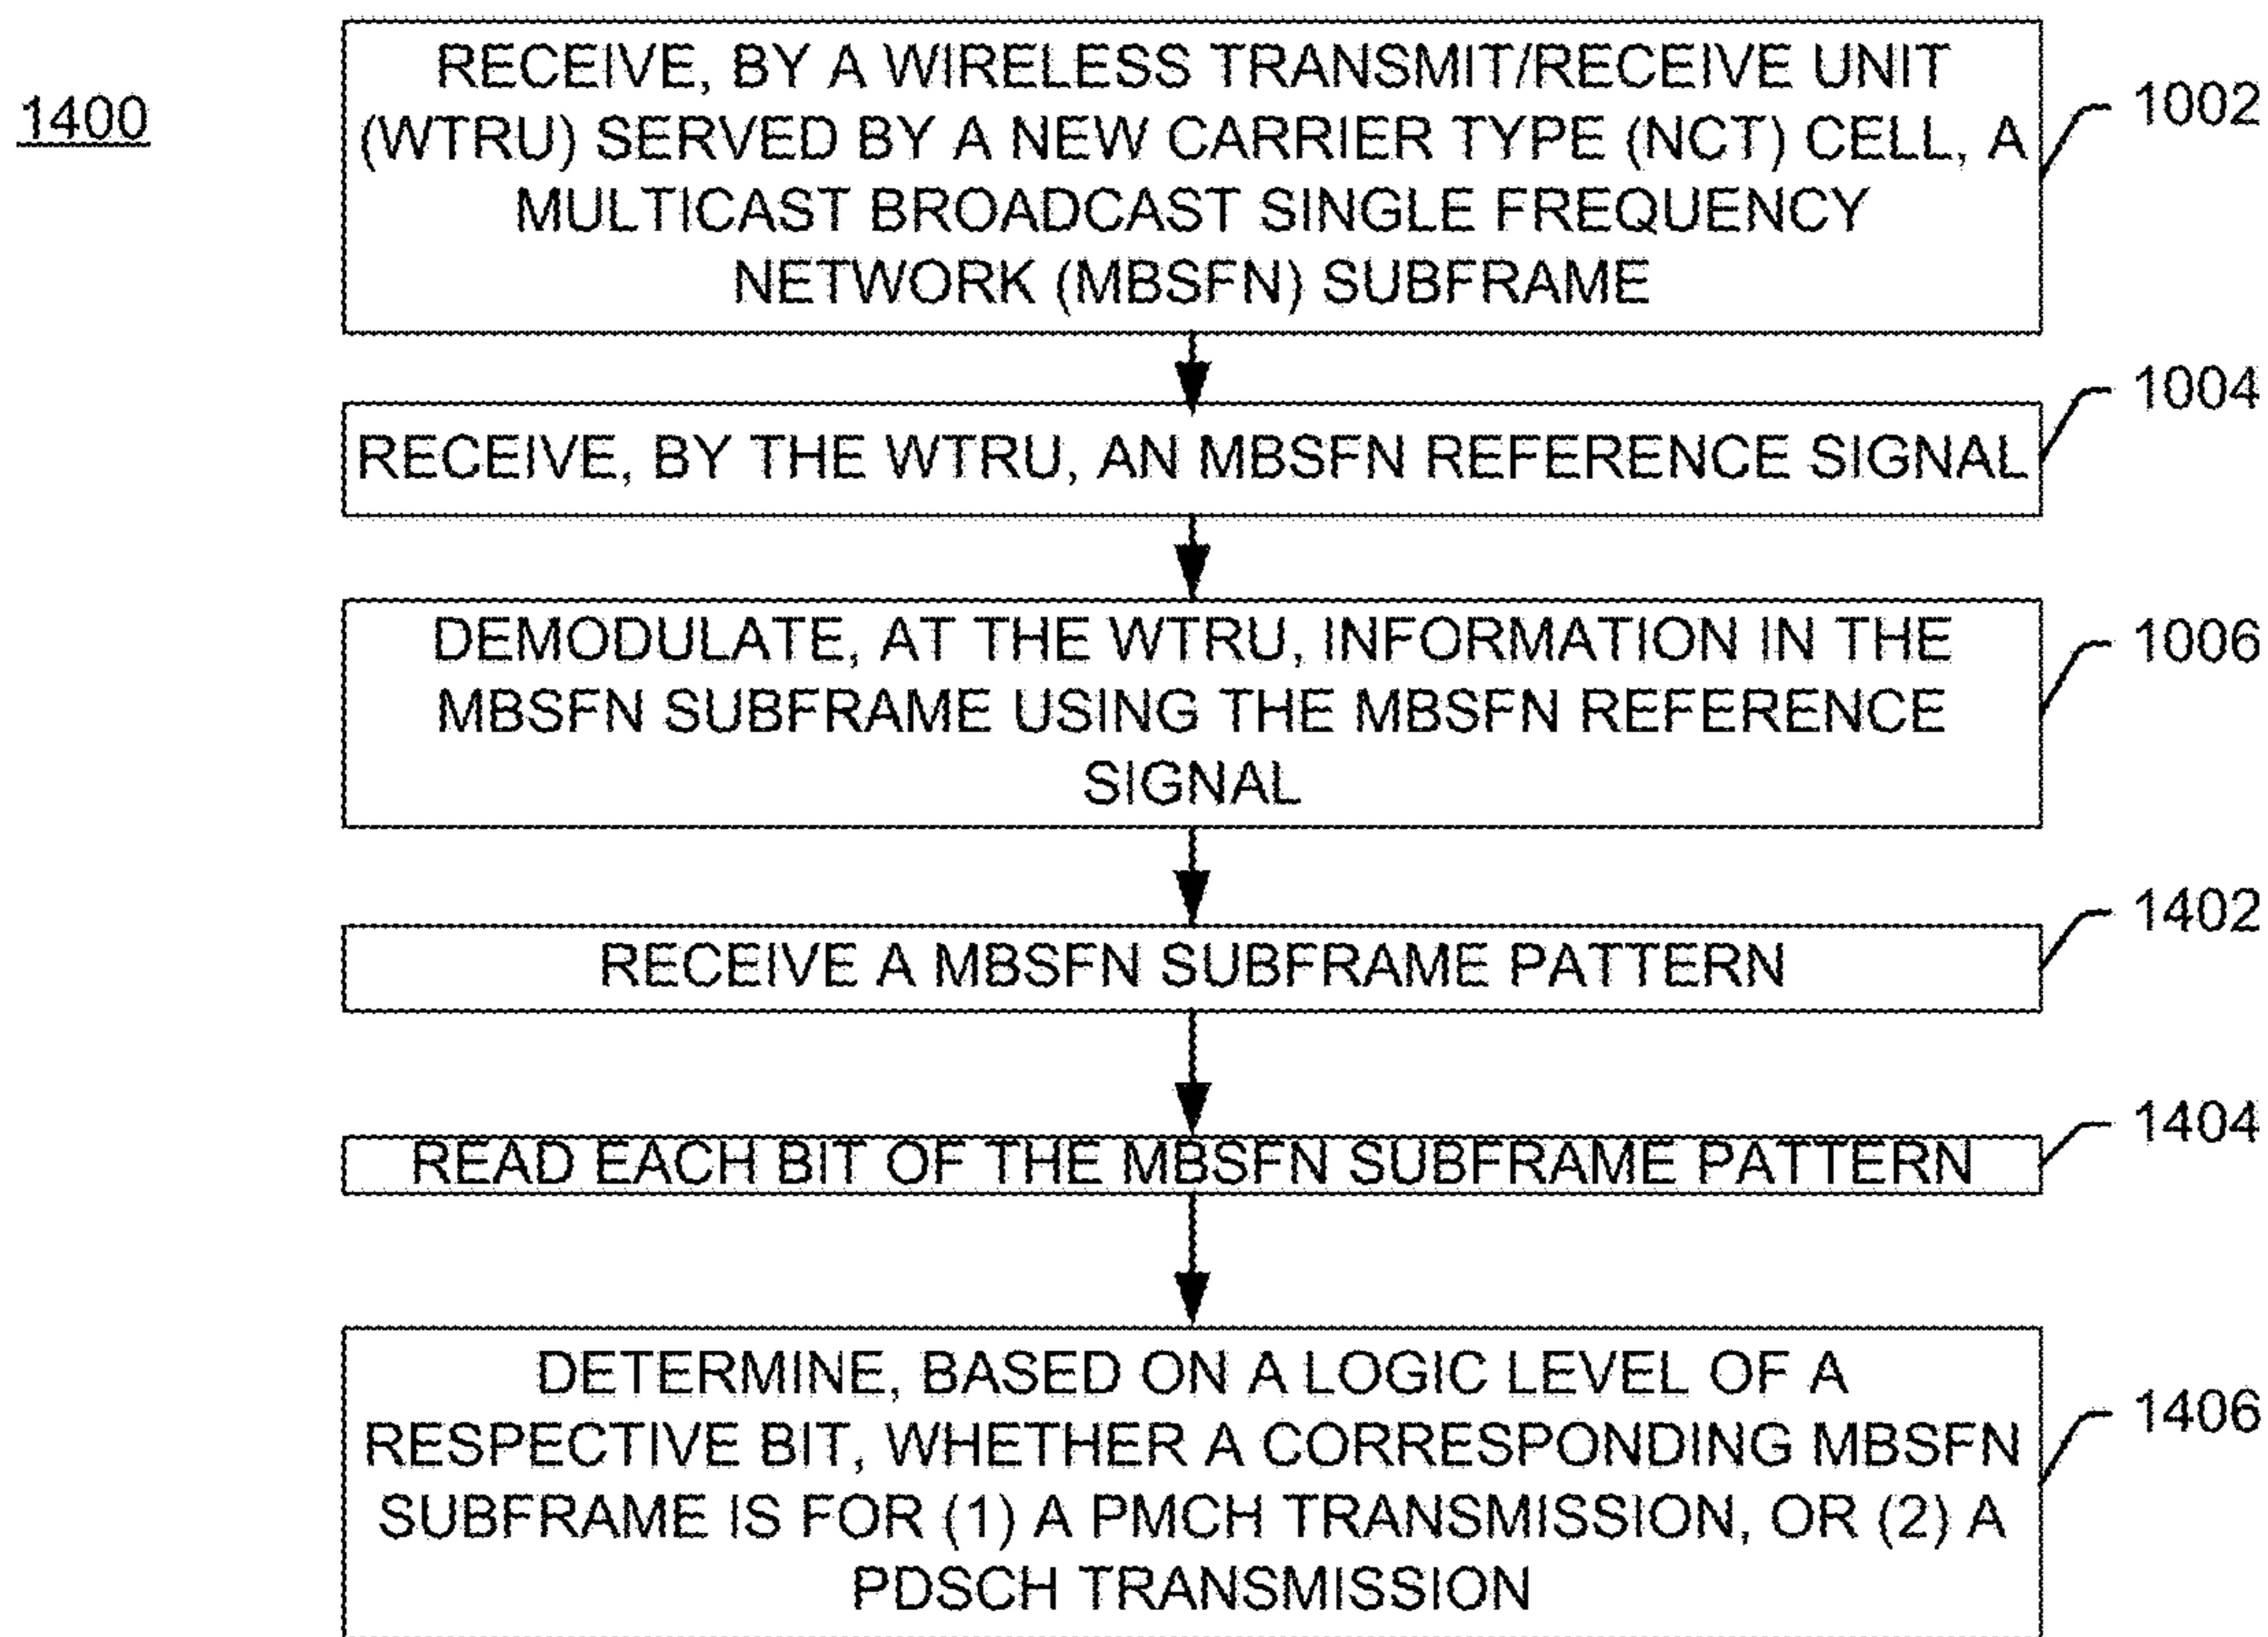 1400
RECEIVE, BY A WIRELESS TRANSMIT/RECEIVE UNIT
(WTRU) SERVED BY A NEW CARRIER TYPE (NCT) CELL, A
MULTICAST BROADCAST SINGLE FREQUENCY
NETWORK (MBSFN) SUBFRAME
1002
RECEIVE, BY THE WTRU, AN MBSFN REFERENCE SIGNAL
1004
DEMODULATE, AT THE WTRU, INFORMATION IN THE
MBSFN SUBFRAME USING THE MBSFN REFERENCE
SIGNAL
1006
RECEIVE A MBSFN SUBFRAME PATTERN
1402
READ EACH BIT OF THE MBSFN SUBFRAME PATTERN
1404
DETERMINE, BASED ON A LOGIC LEVEL OF A
RESPECTIVE BIT, WHETHER A CORRESPONDING MBSFN
SUBFRAME IS FOR (1) A PMCH TRANSMISSION, OR (2) A
PDSCH TRANSMISSION
1406